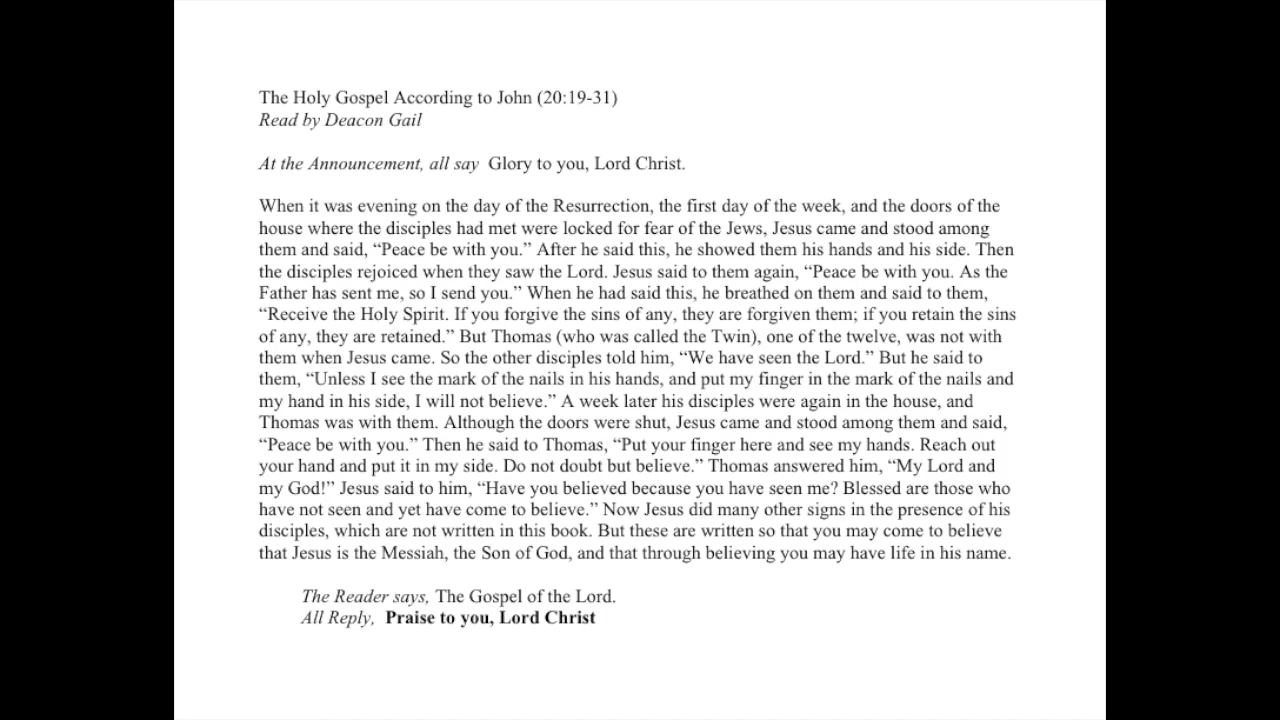 The Holy Gospel According to John (20:19-31)
Read by Deacon Gail
At the Announcement, all say Glory to you, Lord Christ.
When it was evening on the day of the Resurrection, the first day of the week, and the doors of the
house where the disciples had met were locked for fear of the Jews, Jesus came and stood among
them and said, “Peace be with you.” After he said this, he showed them his hands and his side. Then
the disciples rejoiced when they saw the Lord. Jesus said to them again, “Peace be with you. As the
Father has sent me, so I send you.” When he had said this, he breathed on them and said to them,
“Receive the Holy Spirit. If you forgive the sins of any, they are forgiven them; if you retain the sins
of any, they are retained.” But Thomas (who was called the Twin), one of the twelve, was not with
them when Jesus came. So the other disciples told him, “We have seen the Lord.” But he said to
them, “Unless I see the mark of the nails in his hands, and put my finger in the mark of the nails and
my hand in his side, I will not believe.” A week later his disciples were again in the house, and
Thomas was with them. Although the doors were shut, Jesus came and stood among them and said,
“Peace be with you.” Then he said to Thomas, “Put your finger here and see my hands. Reach out
your hand and put it in my side. Do not doubt but believe.” Thomas answered him, “My Lord and
my God!” Jesus said to him, “Have you believed because you have seen me? Blessed are those who
have not seen and yet have come to believe.” Now Jesus did many other signs in the presence of his
disciples, which are not written in this book. But these are written so that you may come to believe
that Jesus is the Messiah, the Son of God, and that through believing you may have life in his name.
The Reader says, The Gospel of the Lord.
All Reply, Praise to you, Lord Christ